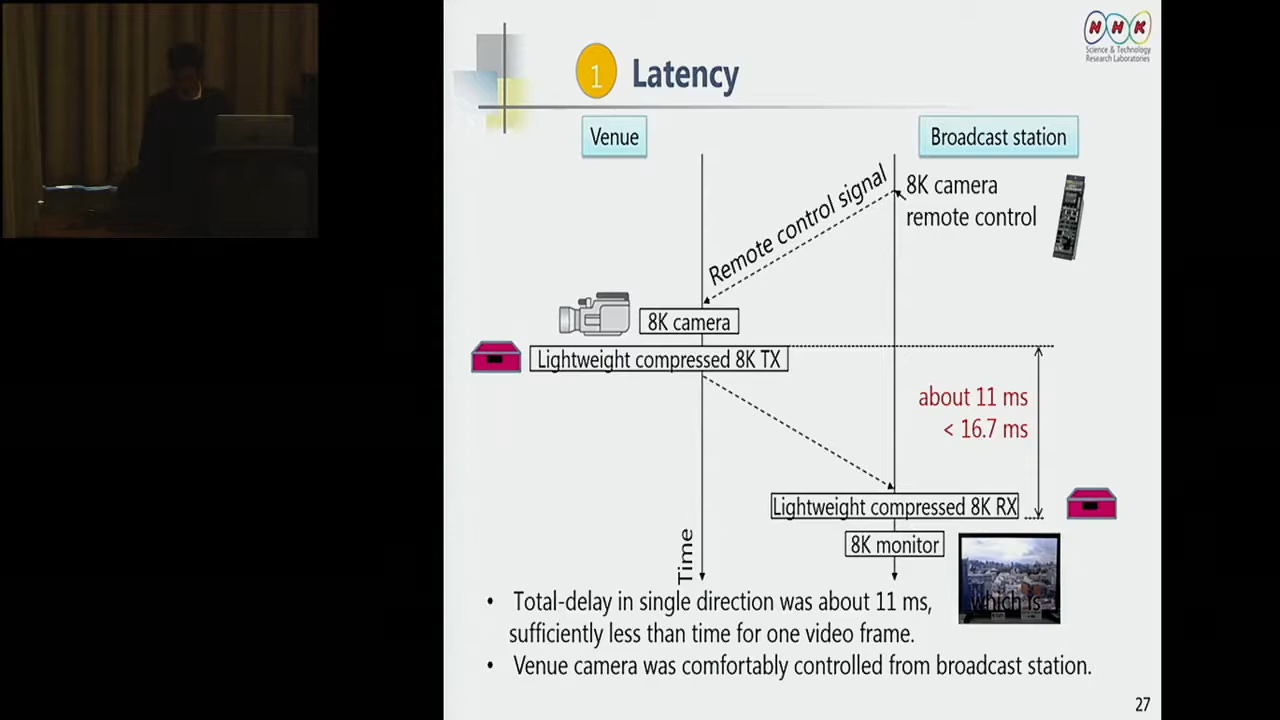 NHK
Science & Technology
Research Laboratories
1 Latency
Venue
Broadcast station
8K camera
remote control
Remote control signal
8K camera
Lightweight compressed 8K TX
about 11 ms
< 16.7 ms
Lightweight compressed 8K RX
8K monitor
Time
• Total-delay in single direction was about 11 ms,
which is
sufficiently less than time for one video frame.
• Venue camera was comfortably controlled from broadcast station.
27